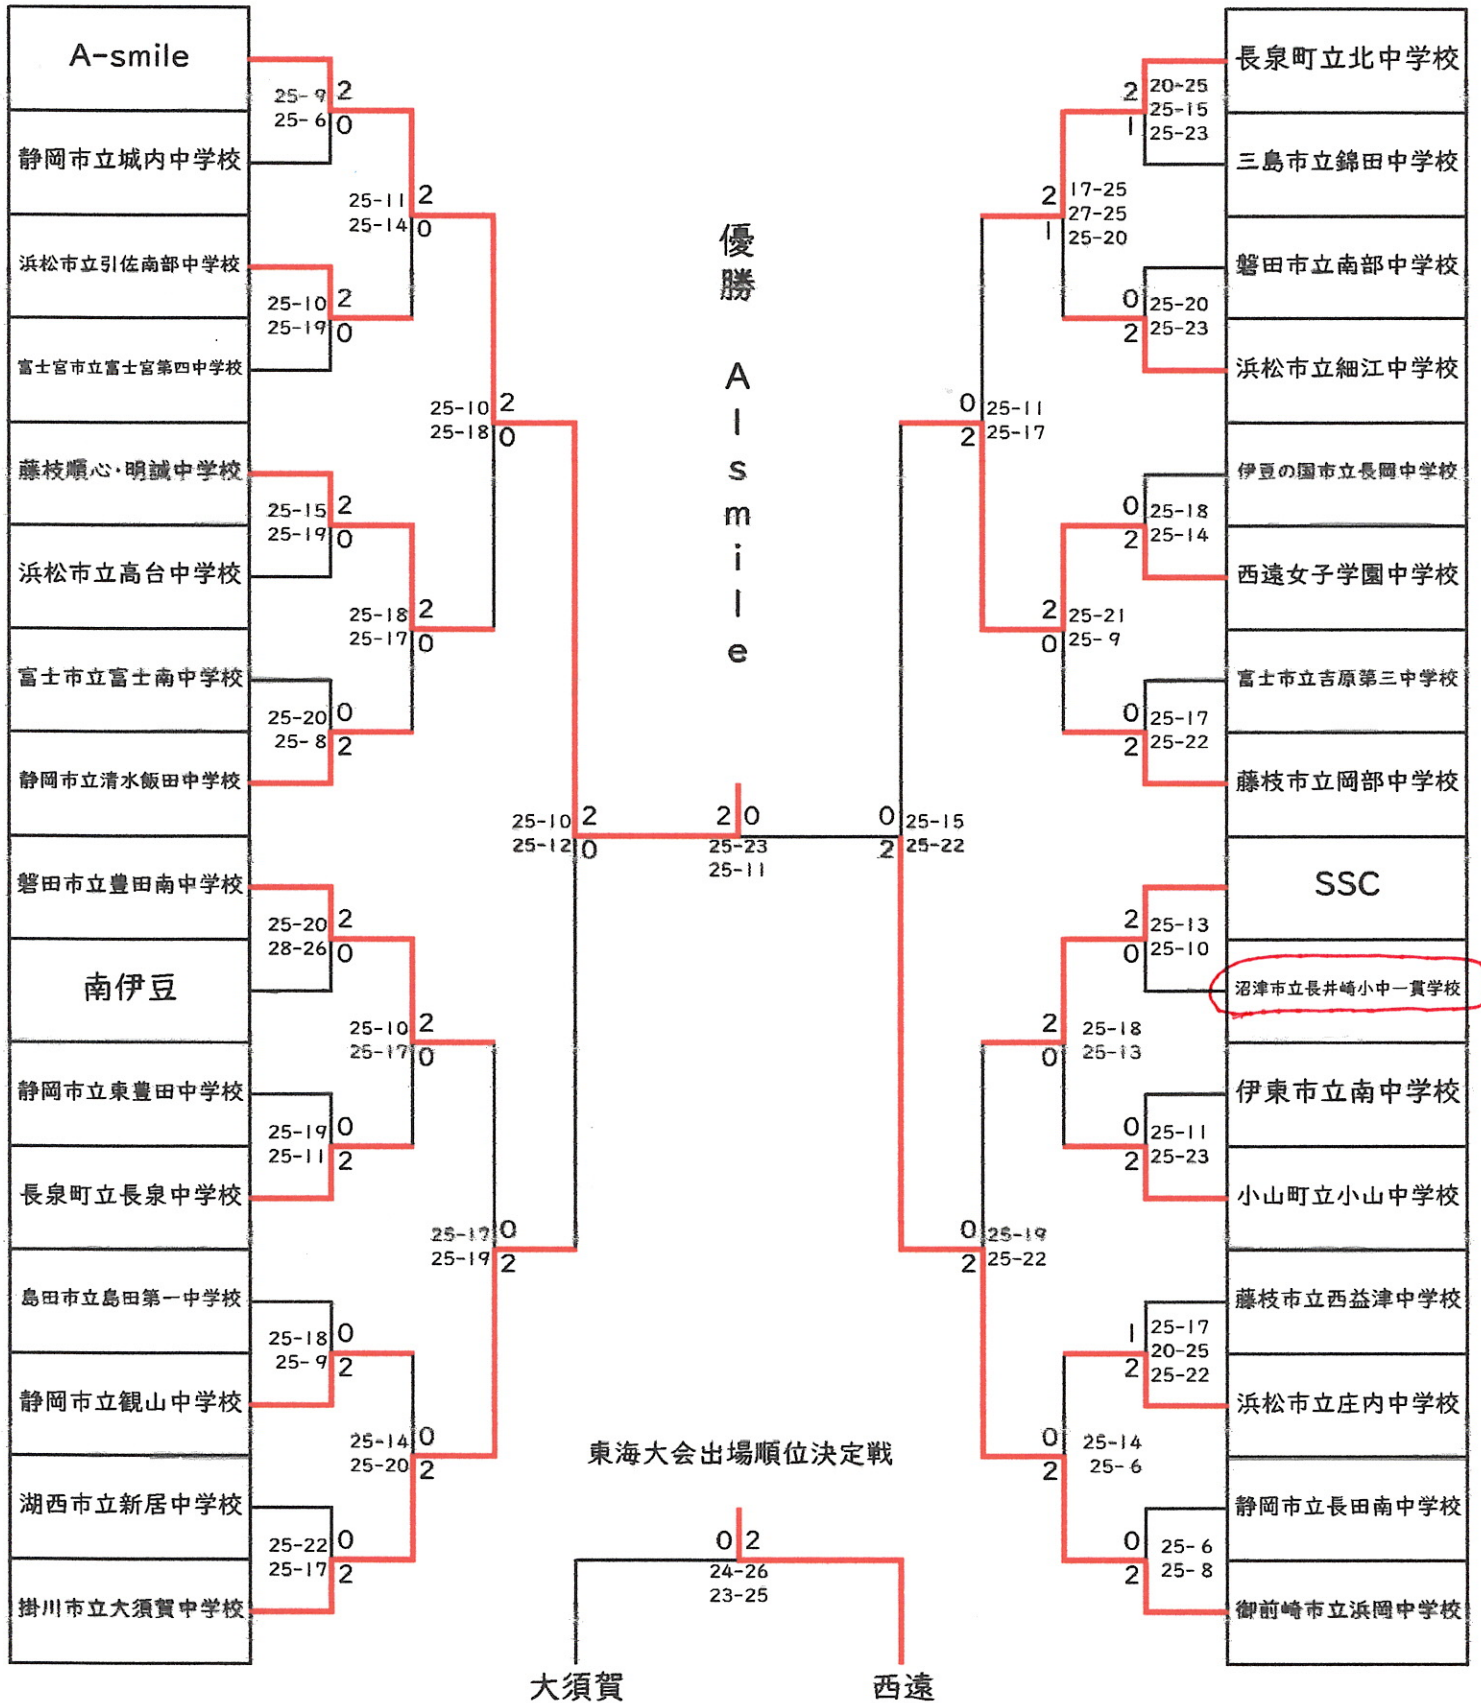 A-smile
25-9 2
25-6 0
静岡市立城内中学校
25-11 2
25-14 0
浜松市立引佐南部中学校
25-10 2
25-19 0
富士宮市立富士宮第四中学校
25-10 2
25-18 0
藤枝順心・明誠中学校
25-15 2
25-19 0
浜松市立高台中学校
25-18 2
25-17 0
富士市立富士南中学校
25-20 0
25-8 2
静岡市立清水飯田中学校
25-10 2
25-12 0
磐田市立豊田南中学校
25-20 2
28-26 0
南伊豆
25-10 2
25-17 0
静岡市立東豊田中学校
25-19 0
25-11 2
長泉町立長泉中学校
25-17 0
25-19 2
島田市立島田第一中学校
25-18 0
25-9 2
静岡市立観山中学校
25-14 0
25-20 2
湖西市立新居中学校
25-22 0
25-17 2
掛川市立大須賀中学校
優勝 A-smile
2 0
25-23
25-11
東海大会出場順位決定戦
0 2
24-26
23-25
大須賀 西遠
長泉町立北中学校
2 20-25
25-15
1 25-23
三島市立錦田中学校
2 17-25
27-25
1 25-20
磐田市立南部中学校
0 25-20
2 25-23
浜松市立細江中学校
0 25-11
2 25-17
伊豆の国市立長岡中学校
0 25-18
2 25-14
西遠女子学園中学校
2 25-21
0 25-9
富士市立吉原第三中学校
0 25-17
2 25-22
藤枝市立岡部中学校
0 25-15
2 25-22
SSC
2 25-13
0 25-10
沼津市立長井崎小中一貫学校
2 25-18
0 25-13
伊東市立南中学校
0 25-11
2 25-23
小山町立小山中学校
0 25-19
2 25-22
藤枝市立西益津中学校
1 25-17
20-25
2 25-22
浜松市立庄内中学校
0 25-14
2 25-6
静岡市立長田南中学校
0 25-6
2 25-8
御前崎市立浜岡中学校